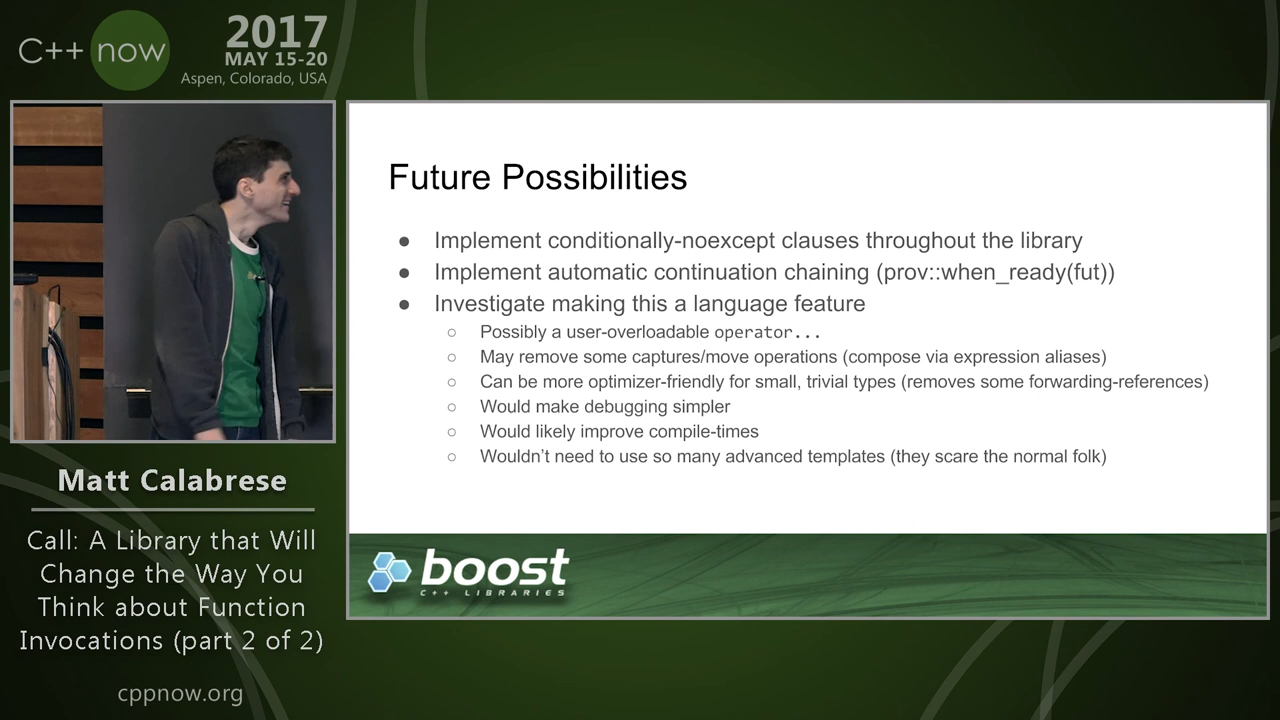 C++ now
2017
MAY 15-20
Aspen, Colorado, USA
Future Possibilities
● Implement conditionally-noexcept clauses throughout the library
● Implement automatic continuation chaining (prov::when_ready(fut))
● Investigate making this a language feature
○ Possibly a user-overloadable operator...
○ May remove some captures/move operations (compose via expression aliases)
○ Can be more optimizer-friendly for small, trivial types (removes some forwarding-references)
○ Would make debugging simpler
○ Would likely improve compile-times
○ Wouldn't need to use so many advanced templates (they scare the normal folk)
boost
C++ LIBRARIES
Matt Calabrese
Call: A Library that Will
Change the Way You
Think about Function
Invocations (part 2 of 2)
cppnow.org